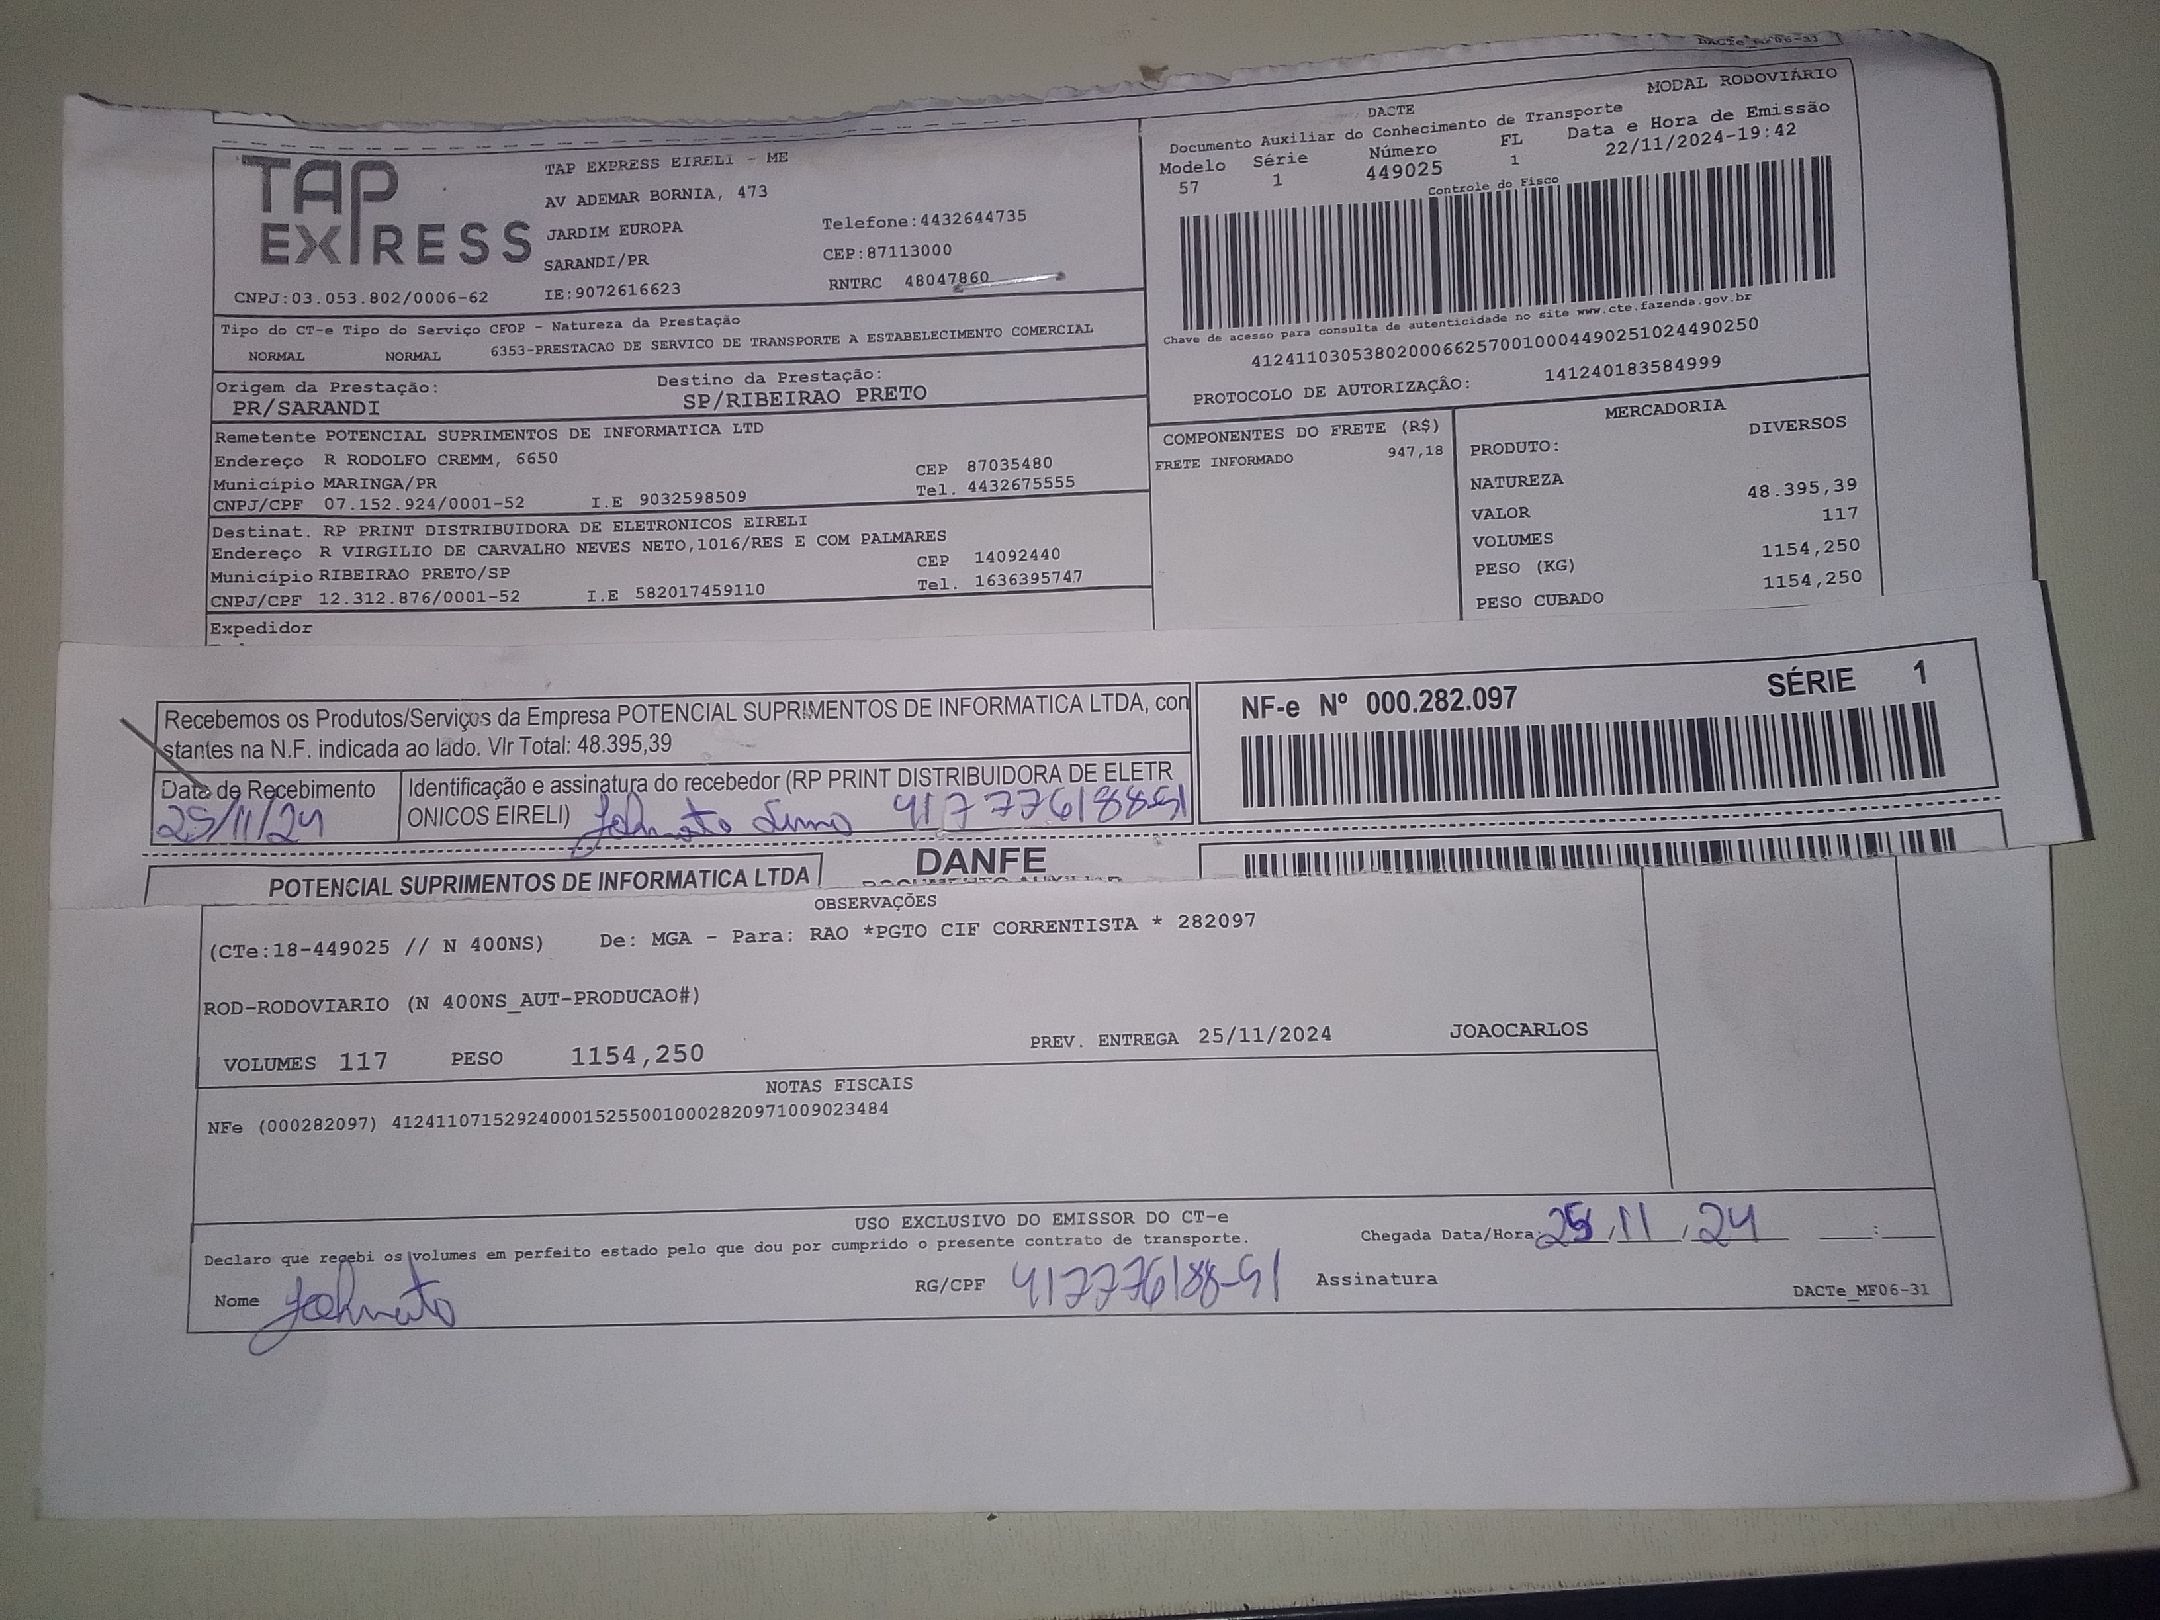 DACTe_MF06-31
TAP
EXPRESS
CNPJ:03.053.802/0006-62
TAP EXPRESS EIRELI - ME
AV ADEMAR BORNIA, 473
JARDIM EUROPA
SARANDI/PR
IE:9072616623
Telefone:4432644735
CEP:87113000
RNTRC 48047860
DACTE
MODAL RODOVIÁRIO
Documento Auxiliar do Conhecimento de Transporte
Modelo Série Número FL Data e Hora de Emissão
57 1 449025 1 22/11/2024-19:42
Controle do Fisco
Chave de acesso para consulta de autenticidade no site www.cte.fazenda.gov.br
41241103053802000662570010004490251024490250
PROTOCOLO DE AUTORIZAÇÃO: 141240183584999
Tipo do CT-e Tipo do Serviço CFOP - Natureza da Prestação
NORMAL NORMAL 6353-PRESTACAO DE SERVICO DE TRANSPORTE A ESTABELECIMENTO COMERCIAL
Origem da Prestação: Destino da Prestação:
PR/SARANDI SP/RIBEIRAO PRETO
Remetente POTENCIAL SUPRIMENTOS DE INFORMATICA LTD
Endereço R RODOLFO CREMM, 6650 CEP 87035480
Município MARINGA/PR Tel. 4432675555
CNPJ/CPF 07.152.924/0001-52 I.E 9032598509
Destinat. RP PRINT DISTRIBUIDORA DE ELETRONICOS EIRELI
Endereço R VIRGILIO DE CARVALHO NEVES NETO,1016/RES E COM PALMARES
CEP 14092440
Município RIBEIRAO PRETO/SP Tel. 1636395747
CNPJ/CPF 12.312.876/0001-52 I.E 582017459110
Expedidor
COMPONENTES DO FRETE (R$)
FRETE INFORMADO 947,18
MERCADORIA
PRODUTO: DIVERSOS
NATUREZA
VALOR 48.395,39
VOLUMES 117
PESO (KG) 1154,250
PESO CUBADO 1154,250
Recebemos os Produtos/Serviços da Empresa POTENCIAL SUPRIMENTOS DE INFORMATICA LTDA, con
stantes na N.F. indicada ao lado. Vlr Total: 48.395,39
Data de Recebimento
25/11/24
Identificação e assinatura do recebedor (RP PRINT DISTRIBUIDORA DE ELETR
ONICOS EIRELI) 417776188-51
NF-e Nº 000.282.097 SÉRIE 1
POTENCIAL SUPRIMENTOS DE INFORMATICA LTDA
DANFE
DOCUMENTO AUXILIAR
OBSERVAÇÕES
(CTe:18-449025 // N 400NS) De: MGA - Para: RAO *PGTO CIF CORRENTISTA * 282097
ROD-RODOVIARIO (N 400NS_AUT-PRODUCAO#)
VOLUMES 117 PESO 1154,250 PREV. ENTREGA 25/11/2024 JOAOCARLOS
NOTAS FISCAIS
NFe (000282097) 41241107152924000152550010002820971009023484
USO EXCLUSIVO DO EMISSOR DO CT-e
Declaro que recebi os volumes em perfeito estado pelo que dou por cumprido o presente contrato de transporte.
Chegada Data/Hora: 25/11/24 :
Nome RG/CPF 417776188-51 Assinatura
DACTe_MF06-31